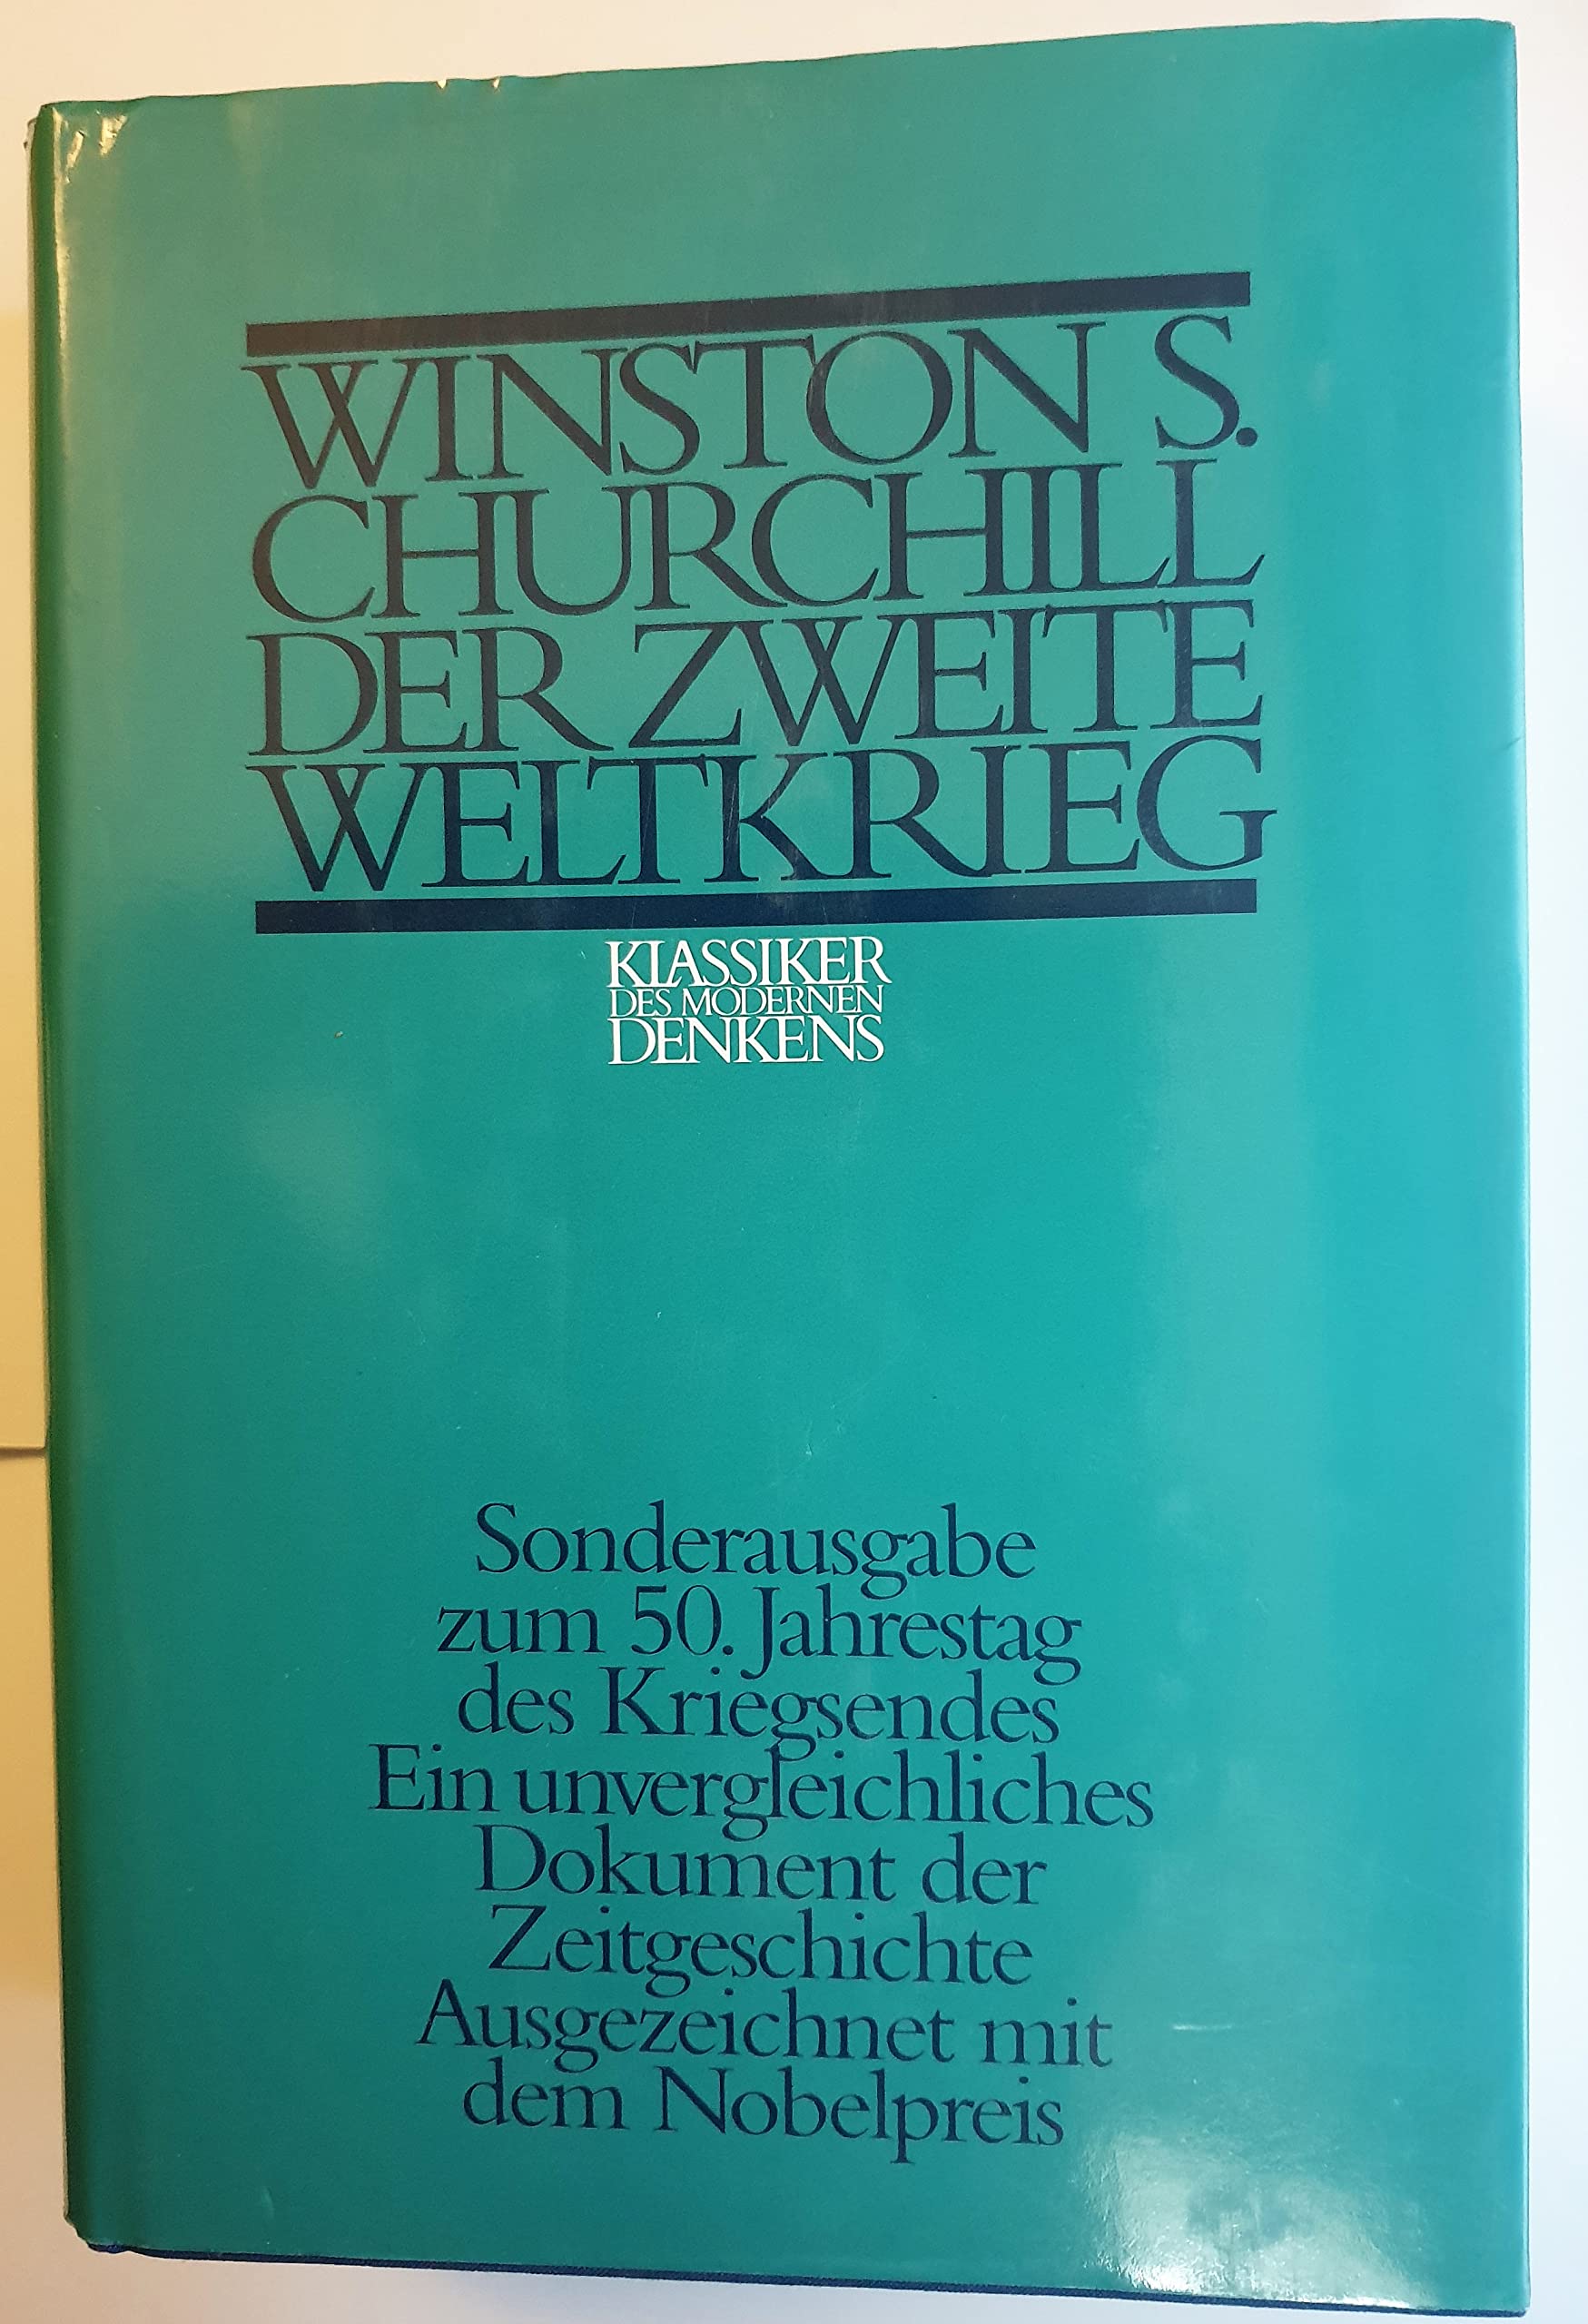 WINSTON S.
CHURCHILL
DER ZWEITE
WELTKRIEG
KLASSIKER
DES MODERNEN
DENKENS
Sonderausgabe
zum 50. Jahrestag
des Kriegsendes
Ein unvergleichliches
Dokument der
Zeitgeschichte
Ausgezeichnet mit
dem Nobelpreis